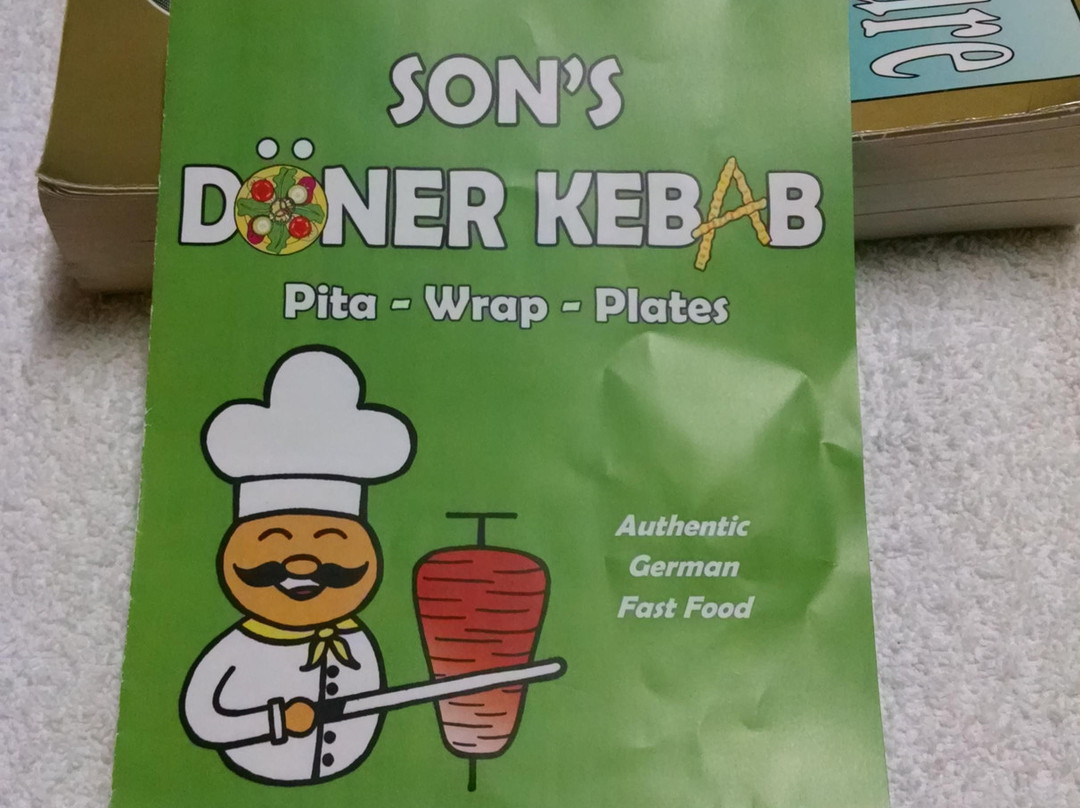 SON'S
DÖNER KEBAB
Pita - Wrap - Plates
Authentic
German
Fast Food